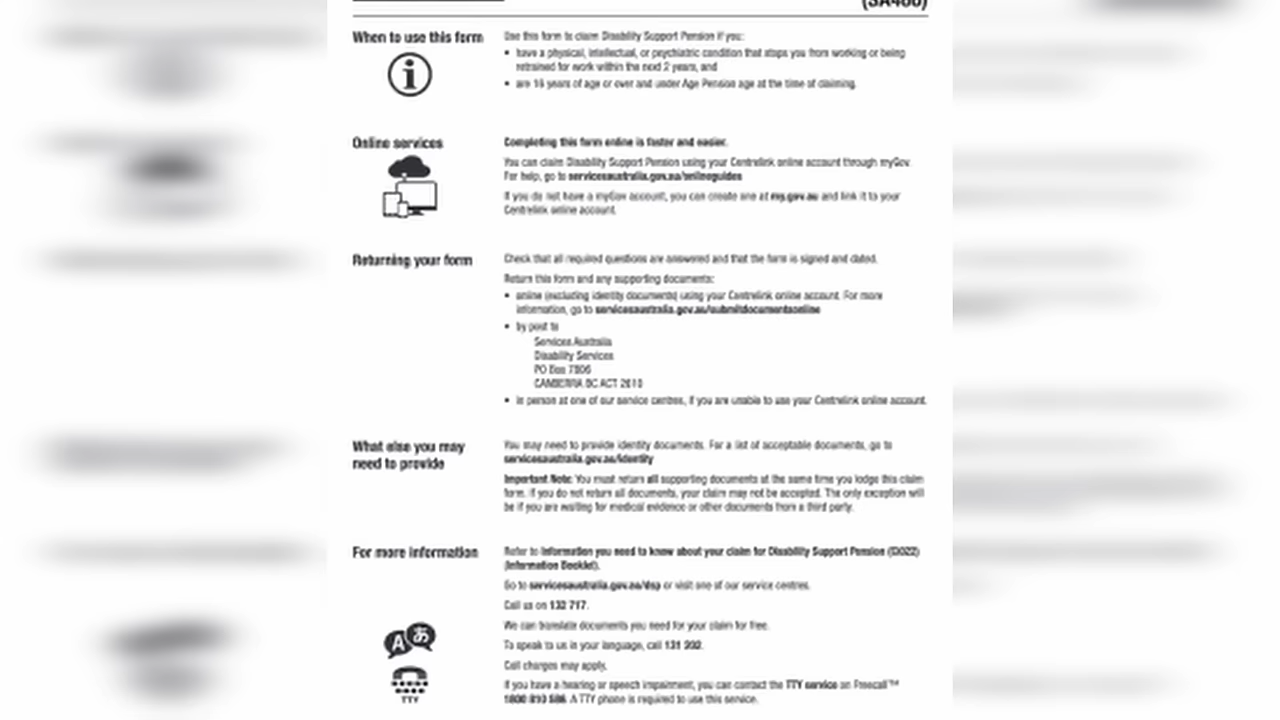 When to use this form
Use this form to claim Disability Support Pension if you:
• have a physical, intellectual, or psychiatric condition that stops you from working or being
retrained for work within the next 2 years, and
• are 16 years of age or over and under Age Pension age at the time of claiming.
Online services
Completing this form online is faster and easier.
You can claim Disability Support Pension using your Centrelink online account through myGov.
For help, go to servicesaustralia.gov.au/onlineguides
If you do not have a myGov account, you can create one at my.gov.au and link it to your
Centrelink online account.
Returning your form
Check that all required questions are answered and that the form is signed and dated.
Return this form and any supporting documents:
• online (excluding identity documents) using your Centrelink online account. For more
information, go to servicesaustralia.gov.au/submitdocumentsonline
• by post to
Services Australia
Disability Services
PO Box
CANBERRA BC ACT 2610
• in person at one of our service centres, if you are unable to use your Centrelink online account.
What else you may
need to provide
You may need to provide identity documents. For a list of acceptable documents, go to
servicesaustralia.gov.au/identity
Important Note: You must return all supporting documents at the same time you lodge this claim
form. If you do not return all documents, your claim may not be accepted. The only exception will
be if you are waiting for medical evidence or other documents from a third party.
For more information
Refer to Information you need to know about your claim for Disability Support Pension
(Information Booklet).
Go to servicesaustralia.gov.au/dsp or visit one of our service centres.
Call us on 132 717.
We can translate documents you need for your claim for free.
To speak to us in your language, call 131 202.
Call charges may apply.
A あ
If you have a hearing or speech impairment, you can contact the TTY service on Freecall™
1800 810 586. A TTY phone is required to use this service.
TTY